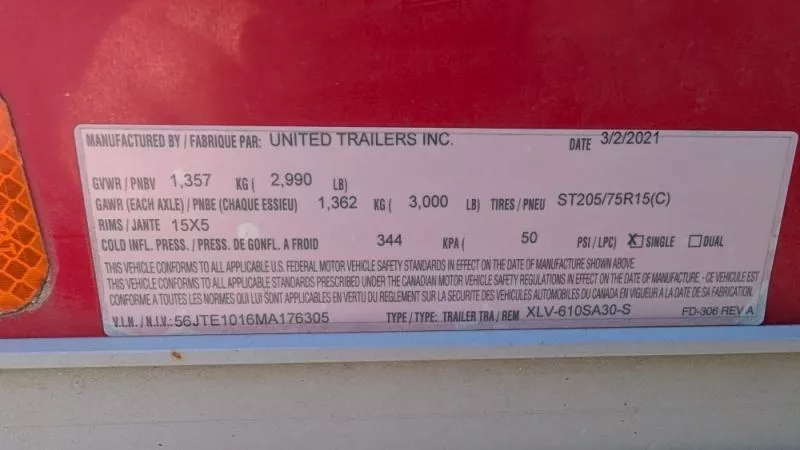 MANUFACTURED BY / FABRIQUE PAR: UNITED TRAILERS INC. DATE 3/2/2021
GVWR / PNBV 1,357 KG ( 2,990 LB)
GAWR (EACH AXLE) / PNBE (CHAQUE ESSIEU) 1,362 KG ( 3,000 LB) TIRES / PNEU ST205/75R15(C)
RIMS / JANTE 15X5
COLD INFL. PRESS. / PRESS. DE GONFL. A FROID 344 KPA ( 50 PSI / LPC) X SINGLE DUAL
THIS VEHICLE CONFORMS TO ALL APPLICABLE U.S. FEDERAL MOTOR VEHICLE SAFETY STANDARDS IN EFFECT ON THE DATE OF MANUFACTURE SHOWN ABOVE.
THIS VEHICLE CONFORMS TO ALL APPLICABLE STANDARDS PRESCRIBED UNDER THE CANADIAN MOTOR VEHICLE SAFETY REGULATIONS IN EFFECT ON THE DATE OF MANUFACTURE. - CE VEHICULE EST
CONFORME A TOUTES LES NORMES QUI LUI SONT APPLICABLES EN VERTU DU REGLEMENT SUR LA SECURITE DES VEHICULES AUTOMOBILES DU CANADA EN VIGUEUR A LA DATE DE SA FABRICATION.
V.I.N. / N.I.V.: 56JTE1016MA176305 TYPE / TYPE: TRAILER TRA / REM XLV-610SA30-S FD-306 REV A